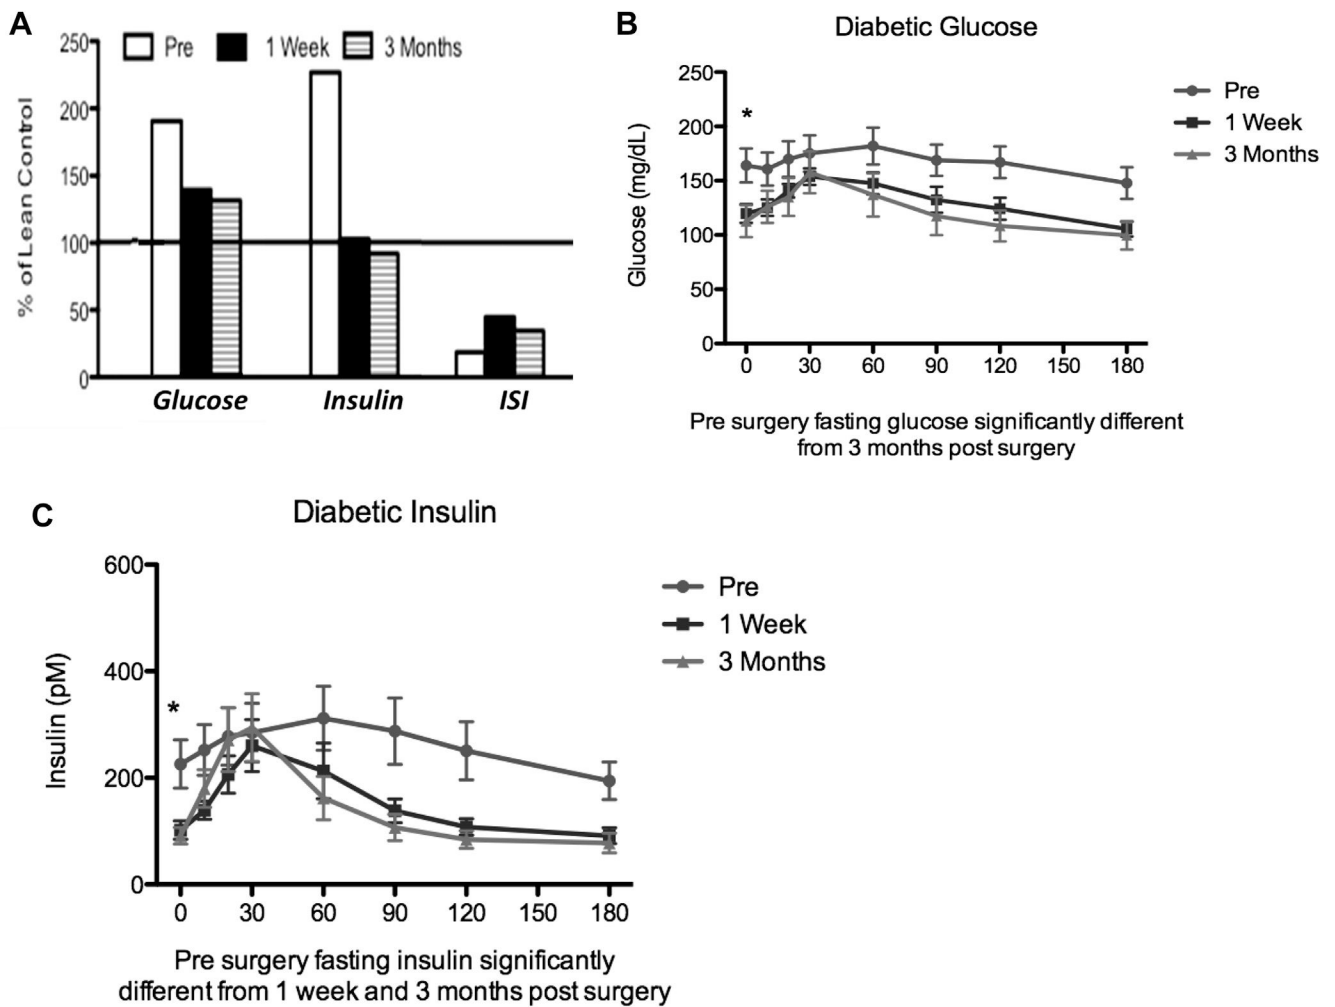 A
250
200
150
100
50
0
% of Lean Control
Pre
1 Week
3 Months
Glucose
Insulin
ISI
B
Diabetic Glucose
250
200
150
100
50
0
Glucose (mg/dL)
*
Pre
1 Week
3 Months
0 30 60 90 120 150 180
Pre surgery fasting glucose significantly different
from 3 months post surgery
C
Diabetic Insulin
600
400
200
0
Insulin (pM)
*
Pre
1 Week
3 Months
0 30 60 90 120 150 180
Pre surgery fasting insulin significantly
different from 1 week and 3 months post surgery